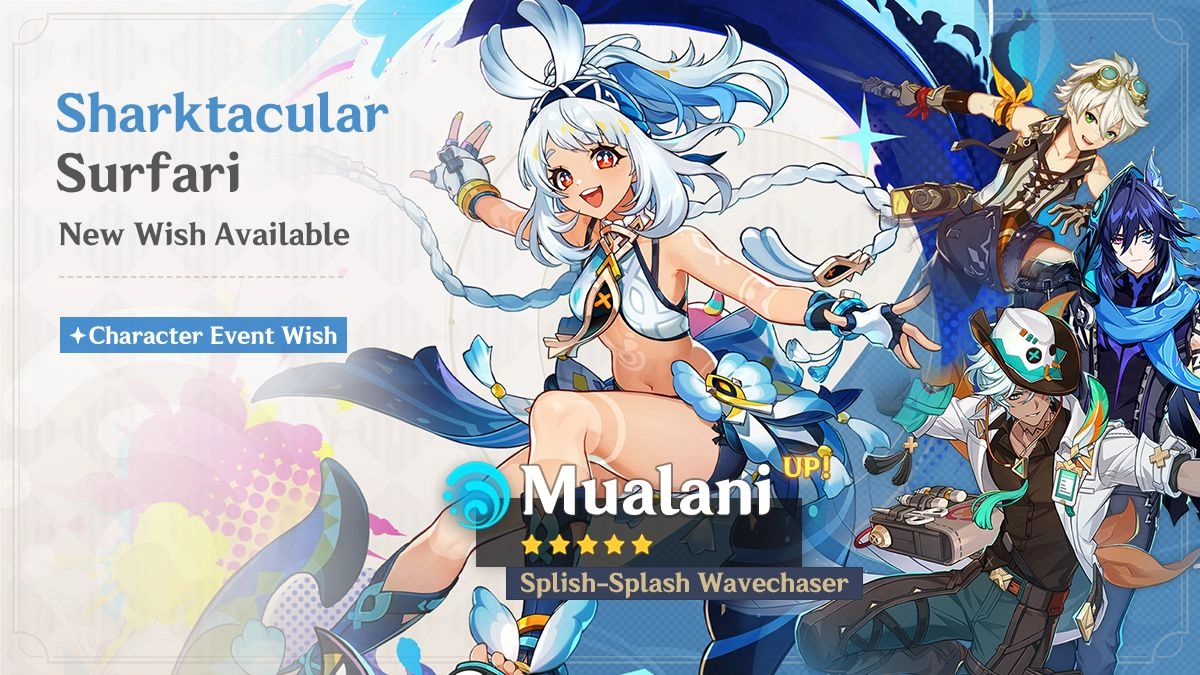 Sharktacular
Surfari
New Wish Available
✦Character Event Wish
Mualani UP!
Splish-Splash Wavechaser